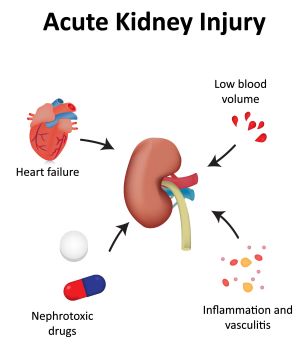 Acute Kidney Injury
Low blood
volume
Heart failure
Nephrotoxic
drugs
Inflammation and
vasculitis